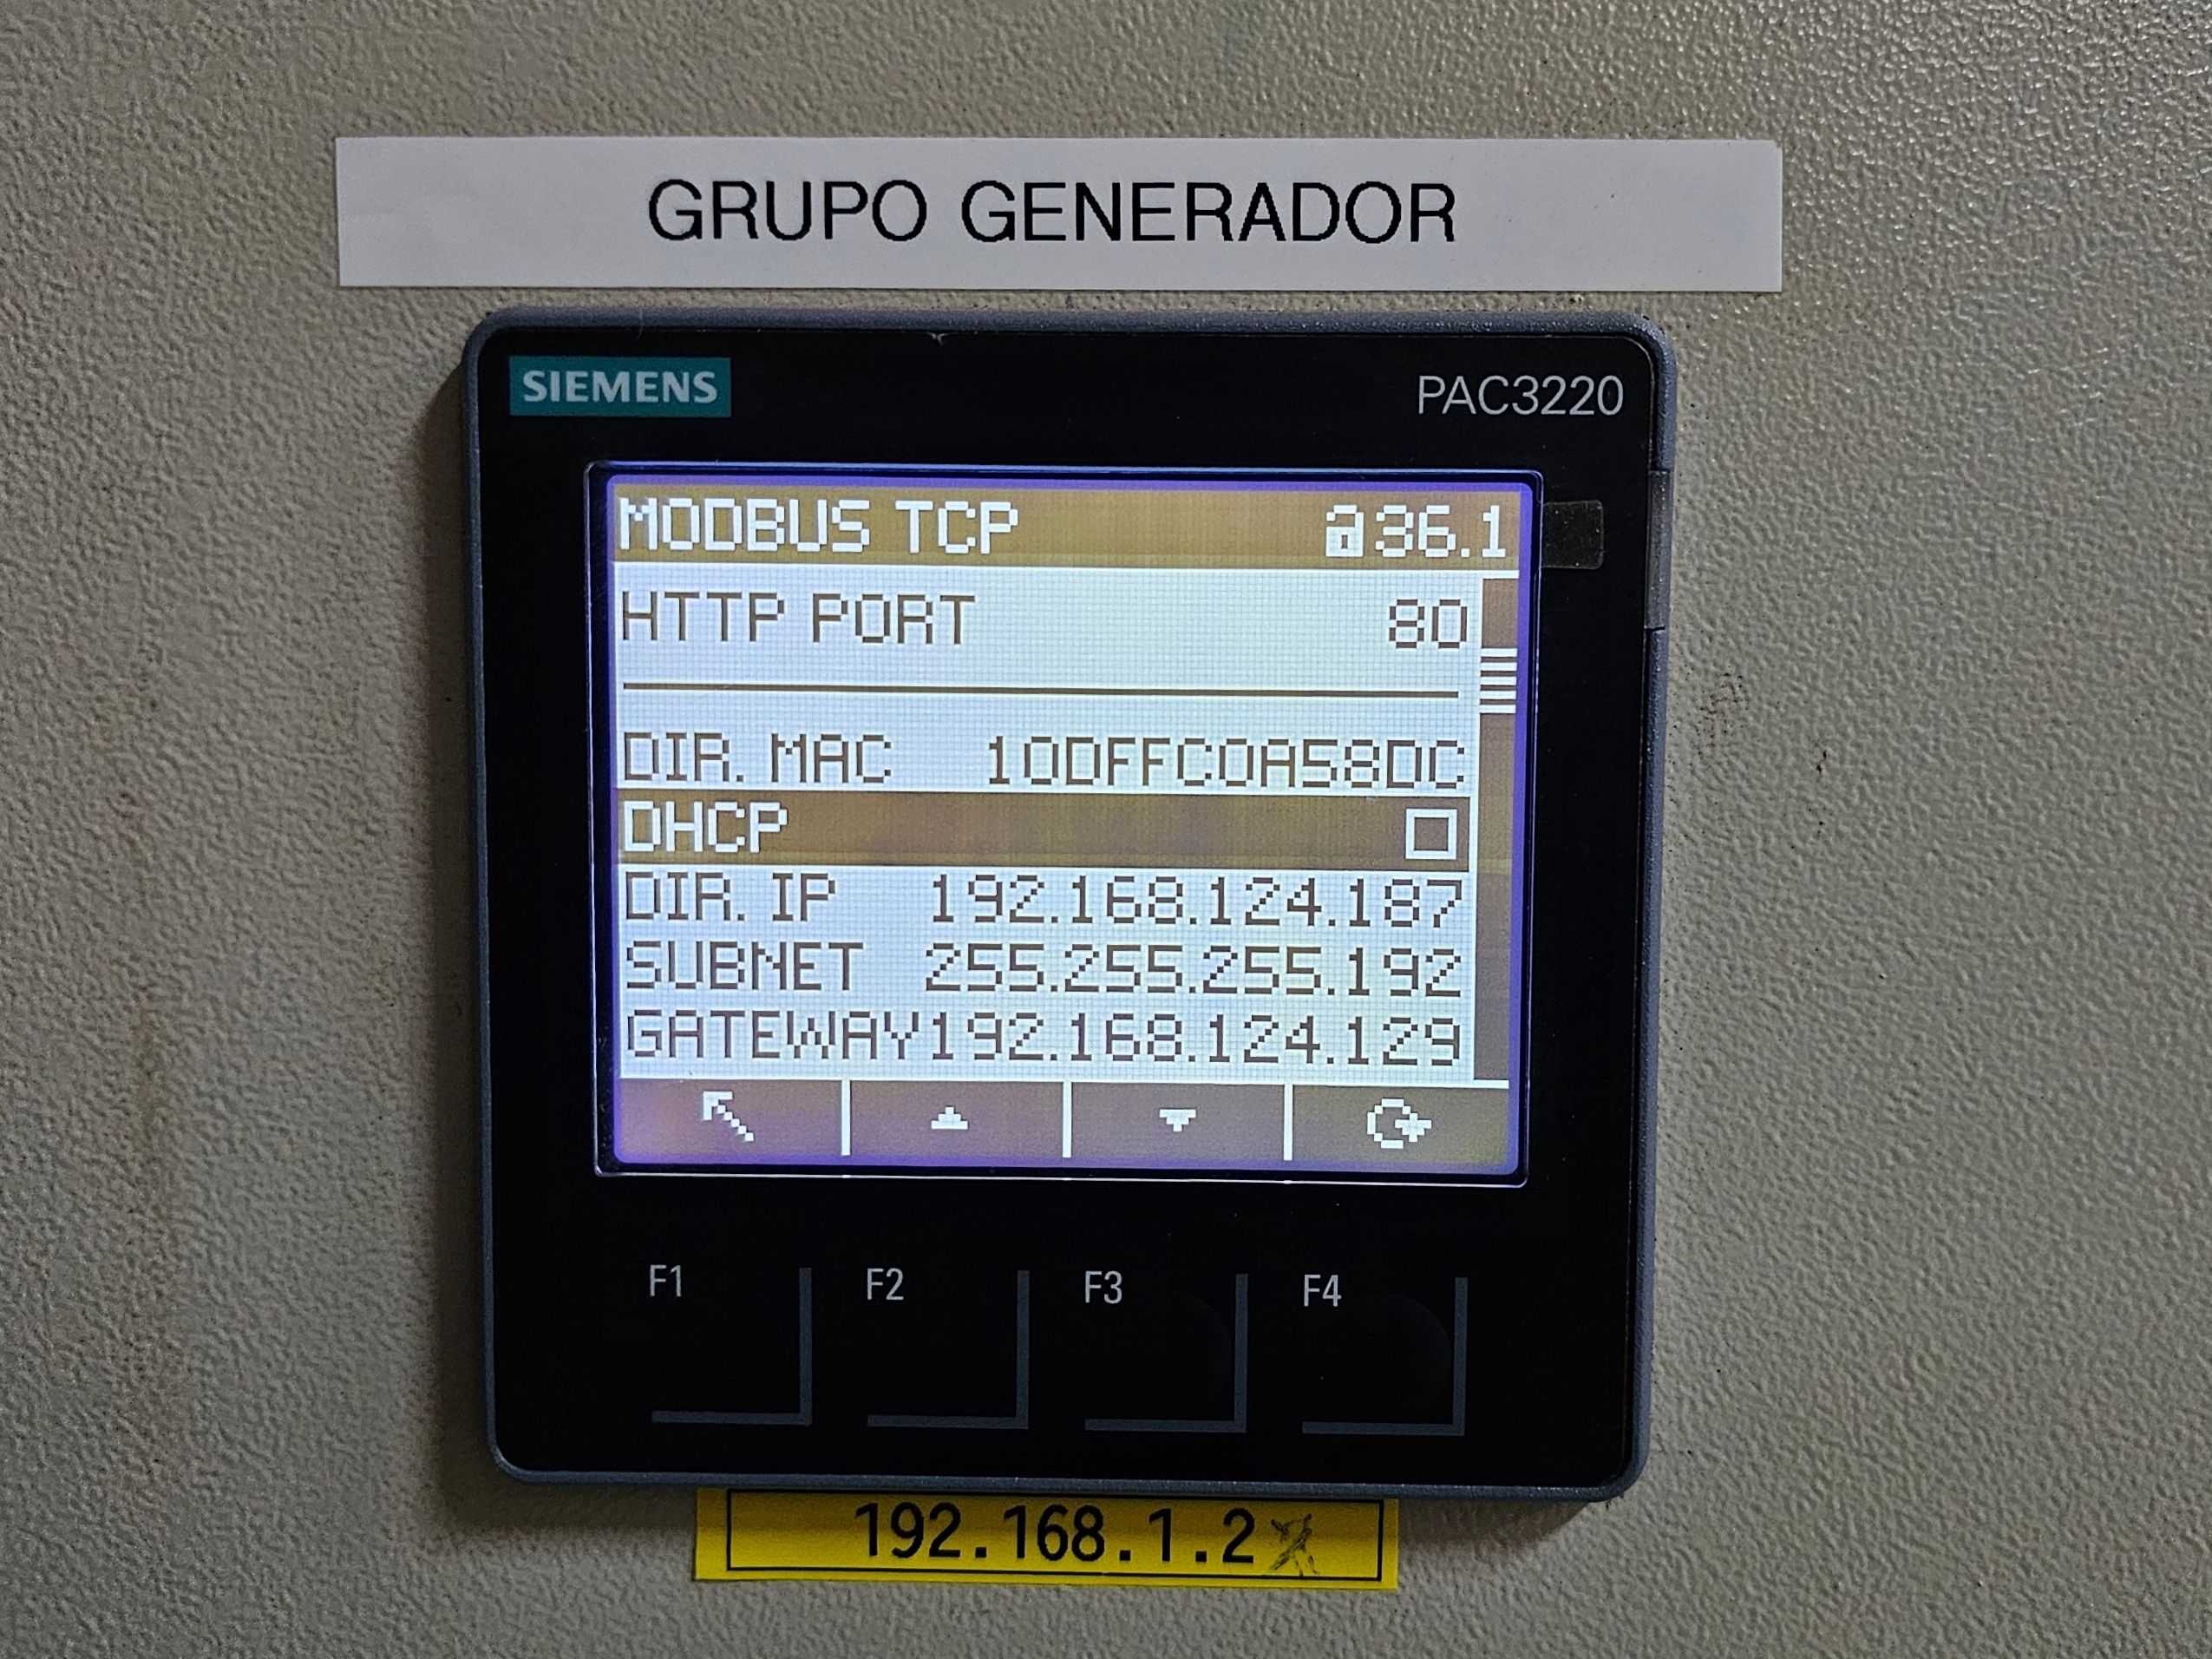 GRUPO GENERADOR
SIEMENS PAC3220
MODBUS TCP 36.1
HTTP PORT 80
DIR. MAC 10DFFC0A58DC
DHCP
DIR. IP 192.168.124.187
SUBNET 255.255.255.192
GATEWAY 192.168.124.129
F1 F2 F3 F4
192.168.1.2